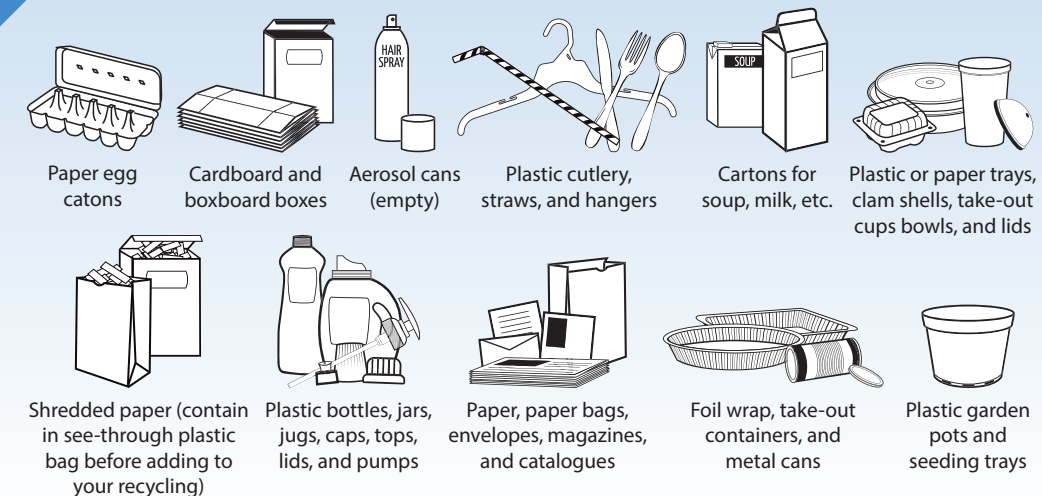 HAIR
SPRAY
SOUP
Paper egg
catons
Cardboard and
boxboard boxes
Aerosol cans
(empty)
Plastic cutlery,
straws, and hangers
Cartons for
soup, milk, etc.
Plastic or paper trays,
clam shells, take-out
cups bowls, and lids
Shredded paper (contain
in see-through plastic
bag before adding to
your recycling)
Plastic bottles, jars,
jugs, caps, tops,
lids, and pumps
Paper, paper bags,
envelopes, magazines,
and catalogues
Foil wrap, take-out
containers, and
metal cans
Plastic garden
pots and
seeding trays